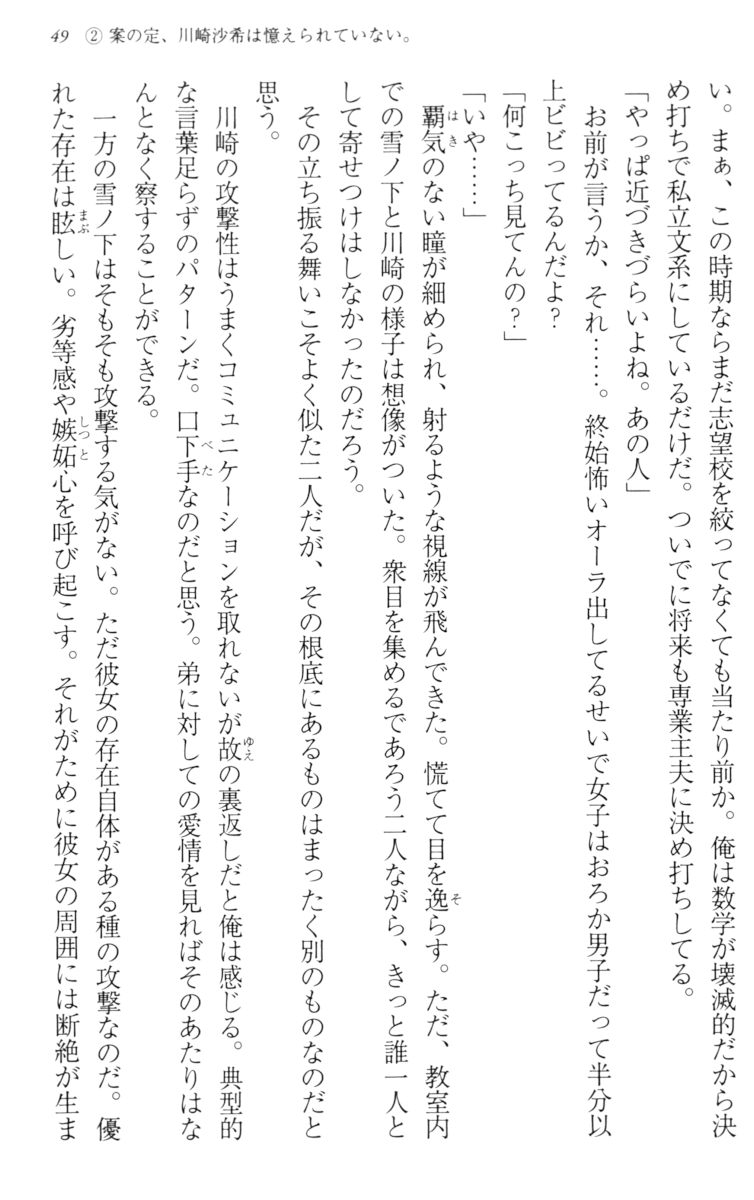 49 ② 案の定、川崎沙希は憶えられていない。
い。まぁ、この時期ならまだ志望校を絞ってなくても当たり前か。俺は数学が壊滅的だから決
め打ちで私立文系にしているだけだ。ついでに将来も専業主夫に決め打ちしてる。
「やっぱ近づきづらいよね。あの人」
お前が言うか、それ……。終始怖いオーラ出してるせいで女子はおろか男子だって半分以
上ビビってるんだよ?
「何こっち見てんの?」
「いや……」
覇気のない瞳が細められ、射るような視線が飛んできた。慌てて目を逸らす。ただ、教室内
での雪ノ下と川崎の様子は想像がついた。衆目を集めるであろう二人ながら、きっと誰一人と
して寄せつけはしなかったのだろう。
その立ち振る舞いこそよく似た二人だが、その根底にあるものはまったく別のものなのだと
思う。
川崎の攻撃性はうまくコミュニケーションを取れないが故の裏返しだと俺は感じる。典型的
な言葉足らずのパターンだ。口下手なのだと思う。弟に対しての愛情を見ればそのあたりはな
んとなく察することができる。
一方の雪ノ下はそもそも攻撃する気がない。ただ彼女の存在自体がある種の攻撃なのだ。優
れた存在は眩しい。劣等感や嫉妬心を呼び起こす。それがために彼女の周囲には断絶が生ま